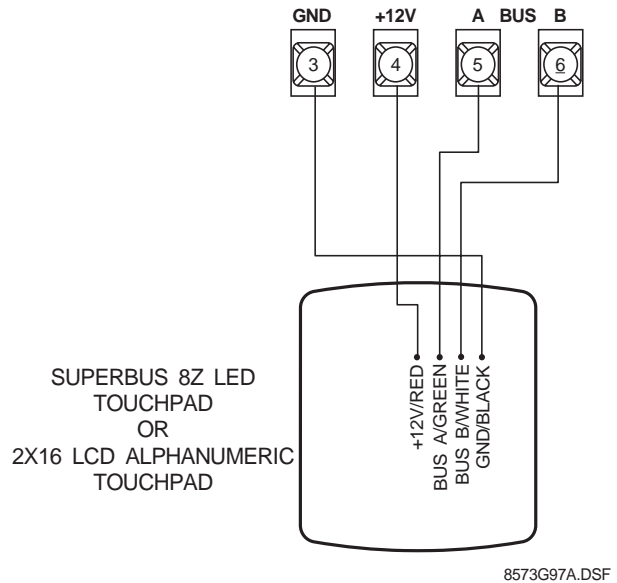 GND +12V A BUS B
3 4 5 6
+12V/RED
BUS A/GREEN
BUS B/WHITE
GND/BLACK
SUPERBUS 8Z LED
TOUCHPAD
OR
2X16 LCD ALPHANUMERIC
TOUCHPAD
8573G97A.DSF